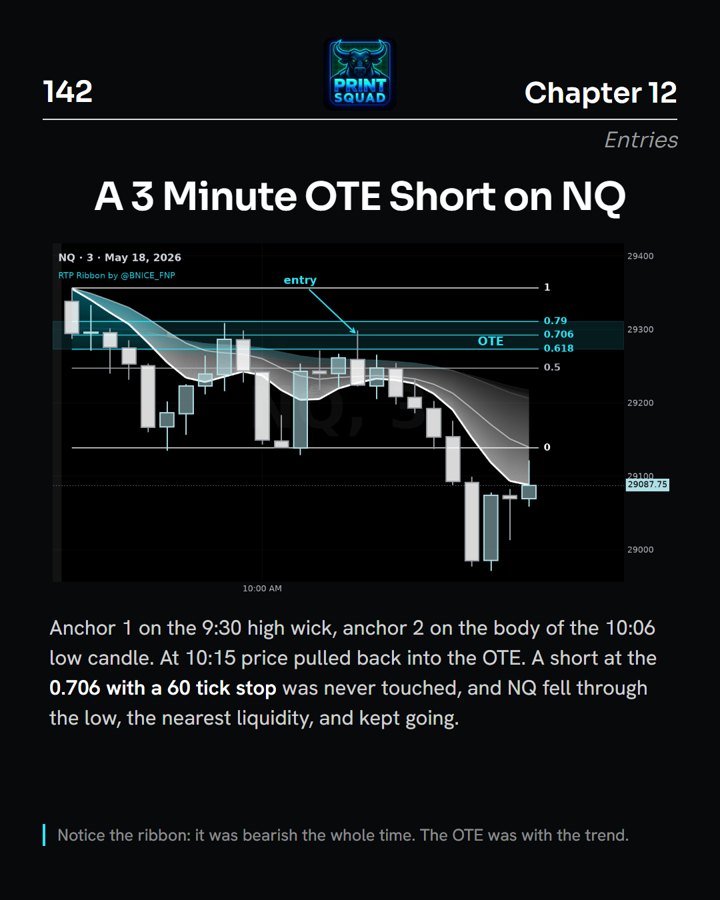 142
PRINT
SQUAD
Chapter 12
Entries
A 3 Minute OTE Short on NQ
NQ · 3 · May 18, 2026
RTP Ribbon by @BNICE_FNP
entry
1
0.79
0.706
OTE
0.618
0.5
0
NQ, 3
29400
29300
29200
29100
29087.75
29000
10:00 AM
Anchor 1 on the 9:30 high wick, anchor 2 on the body of the 10:06
low candle. At 10:15 price pulled back into the OTE. A short at the
0.706 with a 60 tick stop was never touched, and NQ fell through
the low, the nearest liquidity, and kept going.
Notice the ribbon: it was bearish the whole time. The OTE was with the trend.